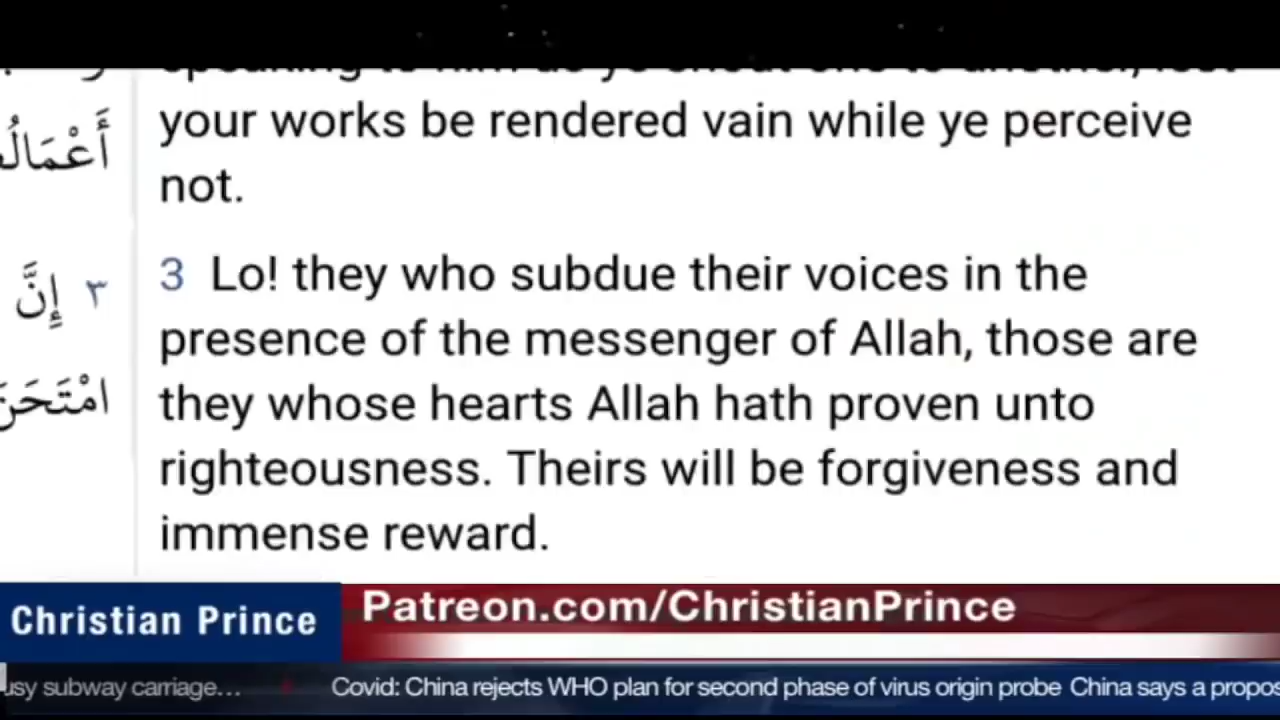 your works be rendered vain while ye perceive
not.
3 Lo! they who subdue their voices in the
presence of the messenger of Allah, those are
they whose hearts Allah hath proven unto
righteousness. Theirs will be forgiveness and
immense reward.
٣ إِنَّ
Christian Prince
Patreon.com/ChristianPrince
subway carriage... Covid: China rejects WHO plan for second phase of virus origin probe China says a